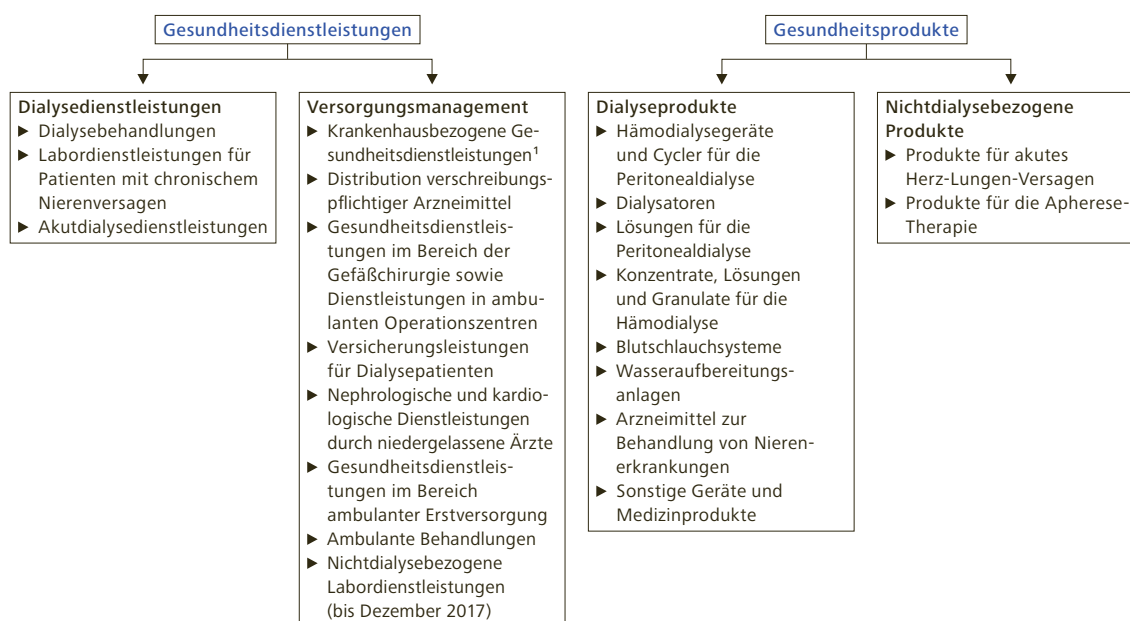 Gesundheitsdienstleistungen
Dialysedienstleistungen
► Dialysebehandlungen
► Labordienstleistungen für
Patienten mit chronischem
Nierenversagen
► Akutdialysedienstleistungen
Versorgungsmanagement
► Krankenhausbezogene Ge-
sundheitsdienstleistungen¹
► Distribution verschreibungs-
pflichtiger Arzneimittel
► Gesundheitsdienstleis-
tungen im Bereich der
Gefäßchirurgie sowie
Dienstleistungen in ambu-
lanten Operationszentren
► Versicherungsleistungen
für Dialysepatienten
► Nephrologische und kardio-
logische Dienstleistungen
durch niedergelassene Ärzte
► Gesundheitsdienstleis-
tungen im Bereich
ambulanter Erstversorgung
► Ambulante Behandlungen
► Nichtdialysebezogene
Labordienstleistungen
(bis Dezember 2017)
Gesundheitsprodukte
Dialyseprodukte
► Hämodialysegeräte
und Cycler für die
Peritonealdialyse
► Dialysatoren
► Lösungen für die
Peritonealdialyse
► Konzentrate, Lösungen
und Granulate für die
Hämodialyse
► Blutschlauchsysteme
► Wasseraufbereitungs-
anlagen
► Arzneimittel zur
Behandlung von Nieren-
erkrankungen
► Sonstige Geräte und
Medizinprodukte
Nichtdialysebezogene
Produkte
► Produkte für akutes
Herz-Lungen-Versagen
► Produkte für die Apherese-
Therapie